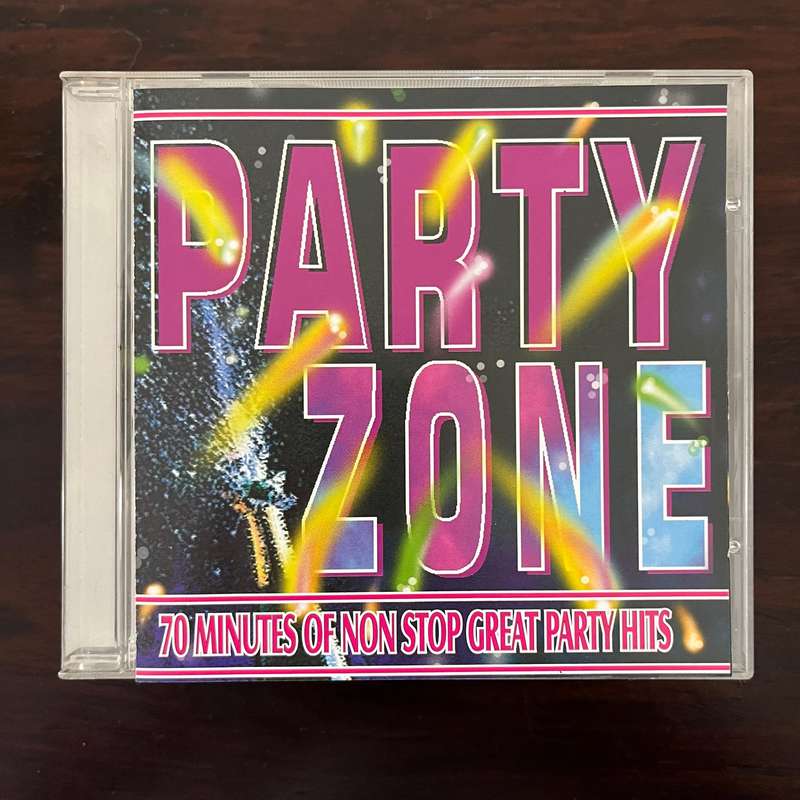 PARTY
ZONE
70 MINUTES OF NON STOP GREAT PARTY HITS